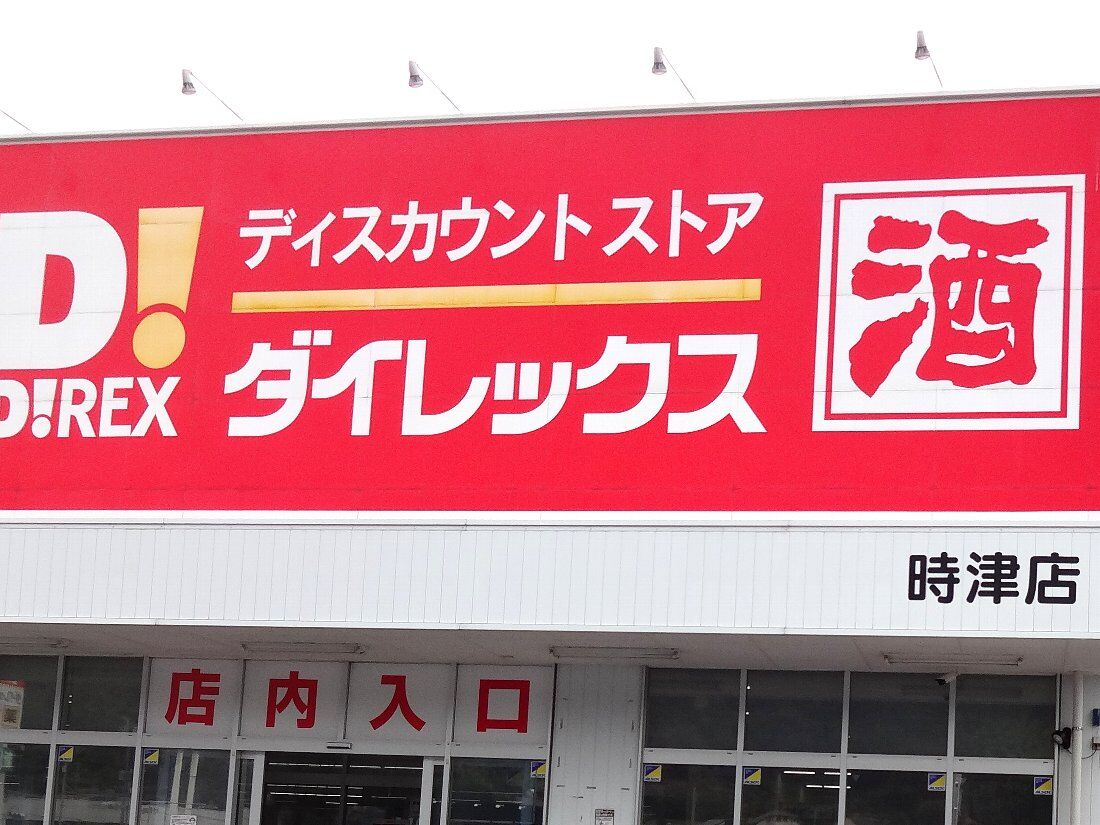 D!
D!REX
ディスカウントストア
ダイレックス
酒
時津店
店内入口